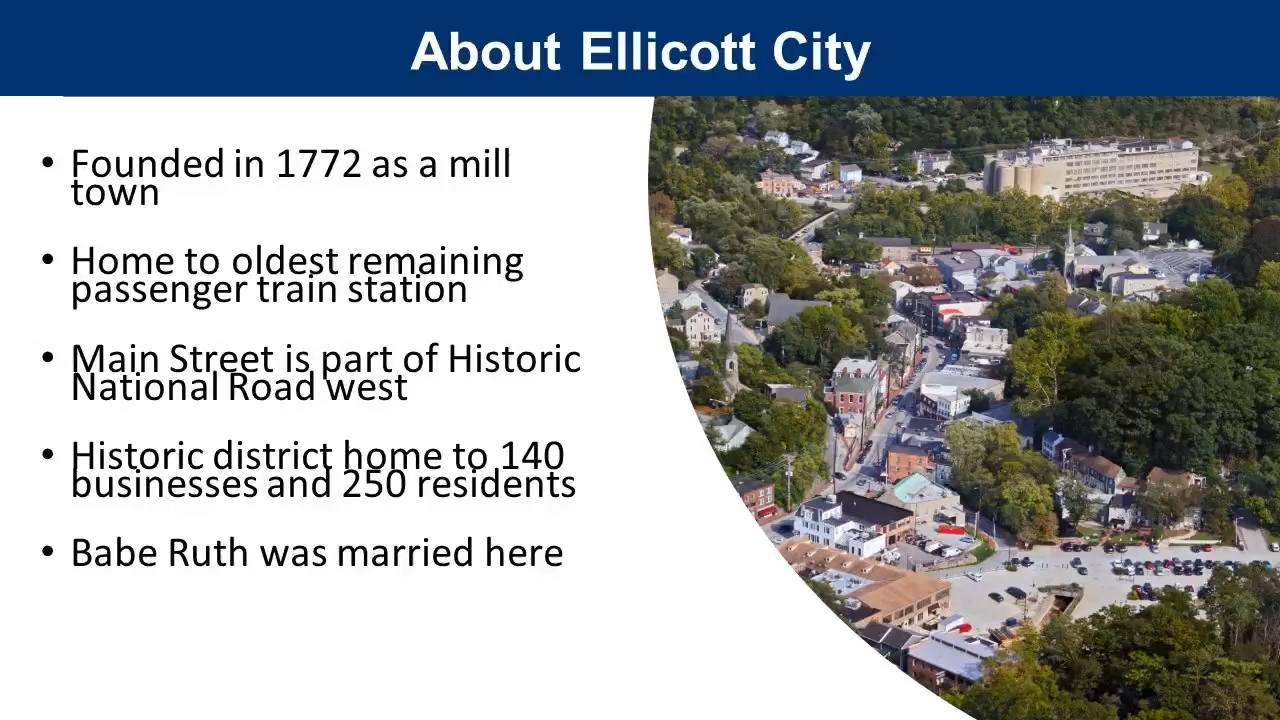 About Ellicott City
• Founded in 1772 as a mill
town
• Home to oldest remaining
passenger train station
• Main Street is part of Historic
National Road west
• Historic district home to 140
businesses and 250 residents
• Babe Ruth was married here